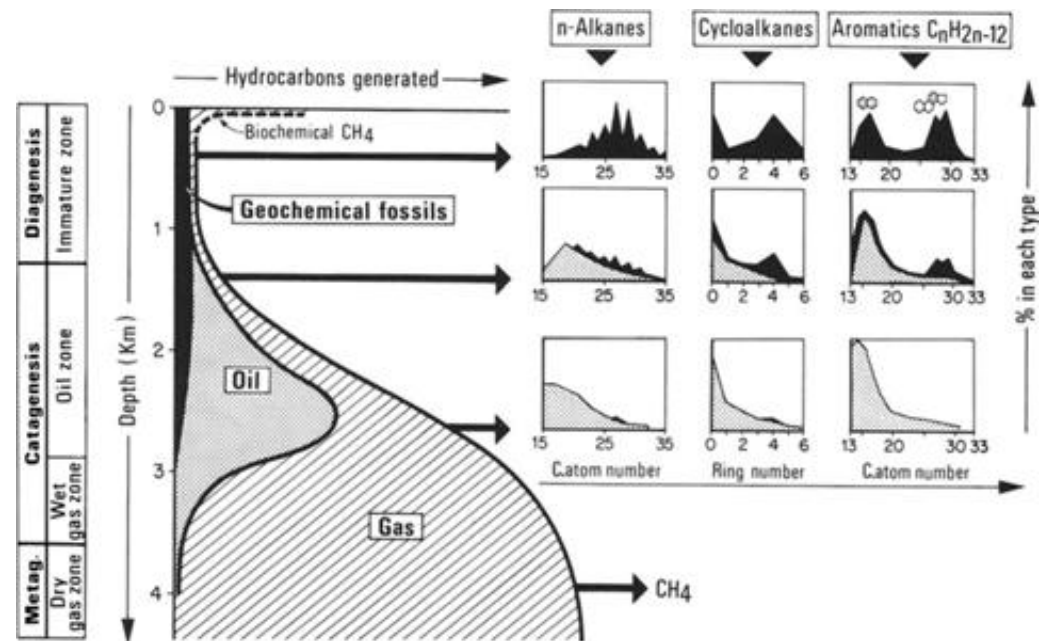 n-Alkanes
Cycloalkanes
Aromatics CnH2n-12
Hydrocarbons generated
Biochemical CH4
Geochemical fossils
Oil
Gas
CH4
Diagenesis
Immature zone
Catagenesis
Oil zone
Wet
gas zone
Metag.
Dry
gas zone
Depth (Km)
0
1
2
3
4
15 25 35
0 2 4 6
13 20 30 33
15 25 35
0 2 4 6
13 20 30 33
15 25 35
0 2 4 6
13 20 30 33
C.atom number
Ring number
C.atom number
% in each type